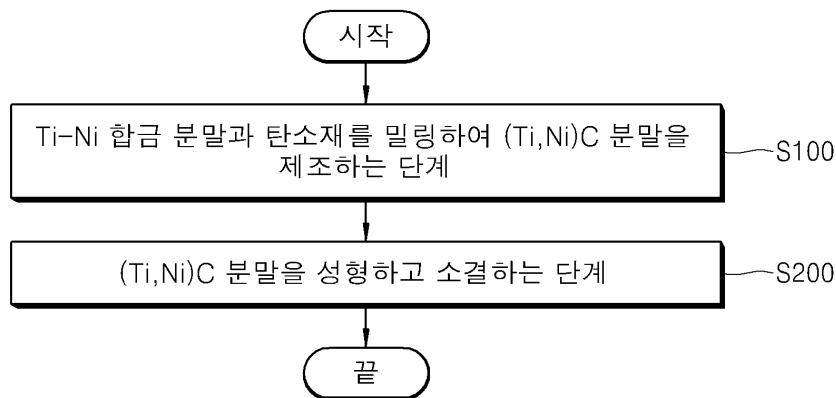 시작
Ti-Ni 합금 분말과 탄소재를 밀링하여 (Ti,Ni)C 분말을
제조하는 단계
S100
(Ti,Ni)C 분말을 성형하고 소결하는 단계
S200
끝